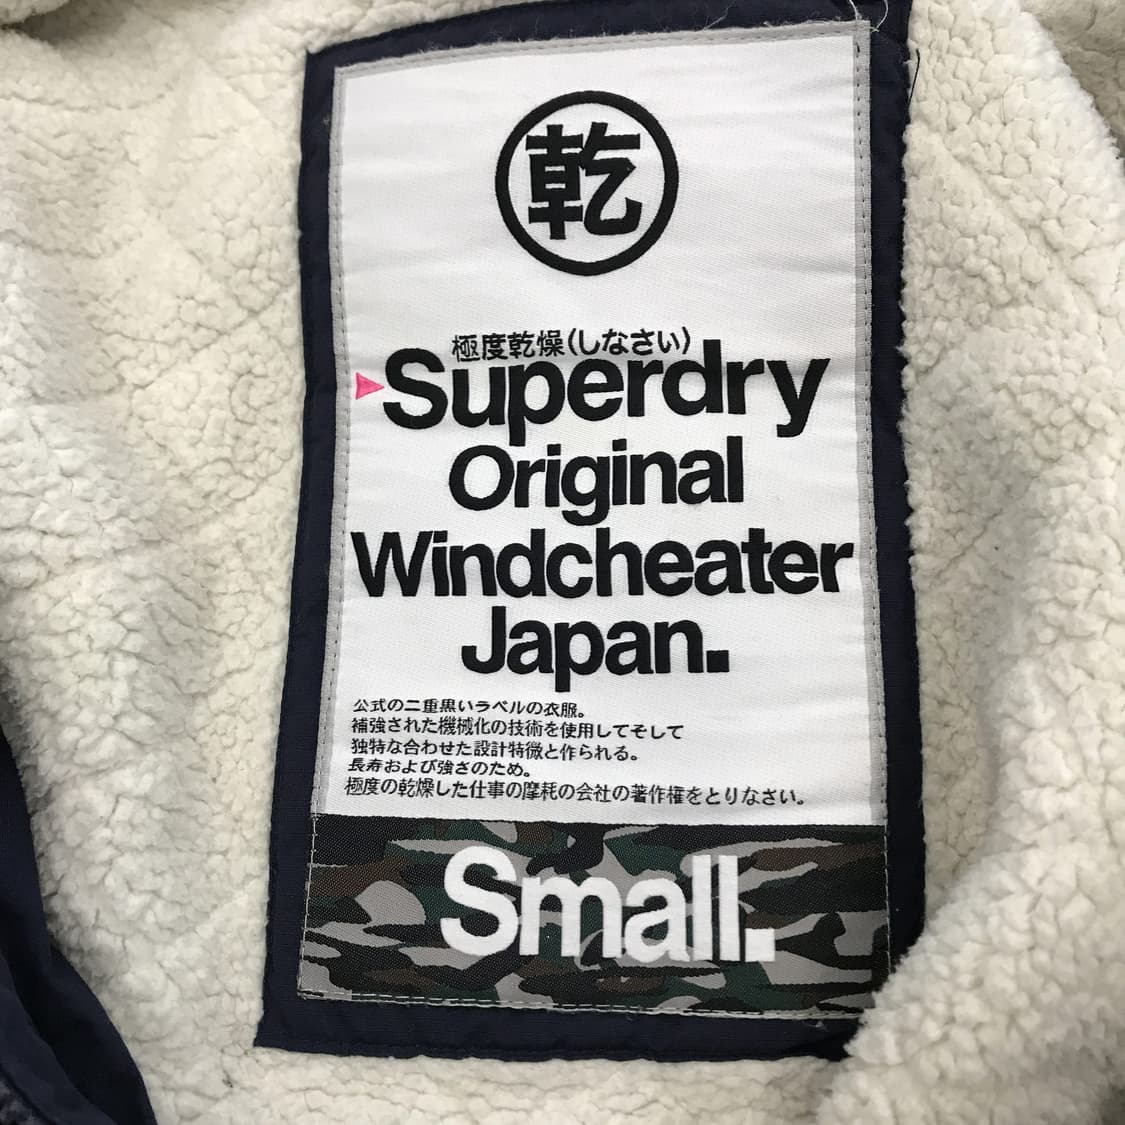 乾
極度乾燥(しなさい)
Superdry
Original
Windcheater
Japan.
公式の二重黒いラベルの衣服。
補強された機械化の技術を使用してそして
独特な合わせた設計特徴と作られる。
長寿および強さのため。
極度の乾燥した仕事の摩耗の会社の著作権をとりなさい。
Small.